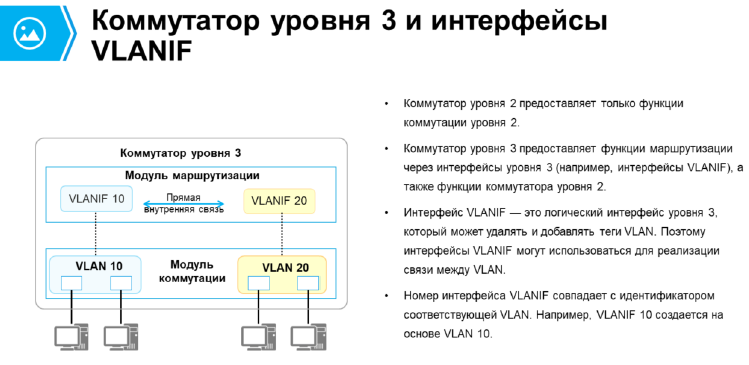 Коммутатор уровня 3 и интерфейсы
VLANIF
• Коммутатор уровня 2 предоставляет только функции
коммутации уровня 2.
• Коммутатор уровня 3 предоставляет функции маршрутизации
через интерфейсы уровня 3 (например, интерфейсы VLANIF), а
также функции коммутатора уровня 2.
• Интерфейс VLANIF — это логический интерфейс уровня 3,
который может удалять и добавлять теги VLAN. Поэтому
интерфейсы VLANIF могут использоваться для реализации
связи между VLAN.
• Номер интерфейса VLANIF совпадает с идентификатором
соответствующей VLAN. Например, VLANIF 10 создается на
основе VLAN 10.
Коммутатор уровня 3
Модуль маршрутизации
VLANIF 10
Прямая
внутренняя связь
VLANIF 20
VLAN 10
Модуль
коммутации
VLAN 20